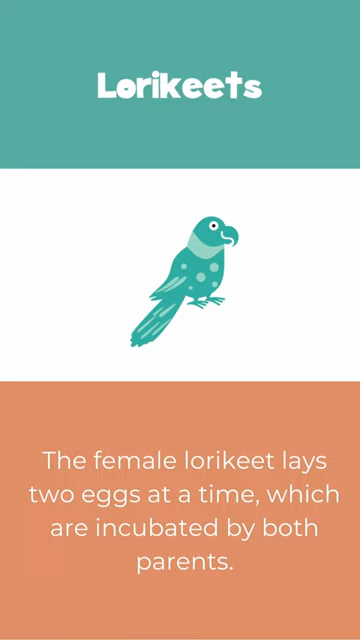 Lorikeets
The female lorikeet lays
two eggs at a time, which
are incubated by both
parents.